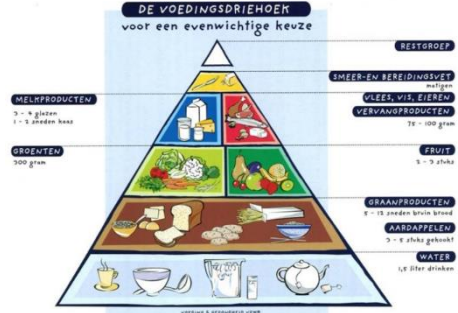 DE VOEDINGSDRIEHOEK
voor een evenwichtige keuze
RESTGROEP
SMEER-EN BEREIDINGSVET
matigen
MELKPRODUCTEN
3 - 4 glazen
1 - 2 sneden kaas
VLEES, VIS, EIEREN
VERVANGPRODUCTEN
75 - 100 gram
GROENTEN
300 gram
FRUIT
2 - 3 stuks
GRAANPRODUCTEN
5 - 12 sneden bruin brood
AARDAPPELEN
3 - 5 stuks gekookt
WATER
1,5 liter drinken